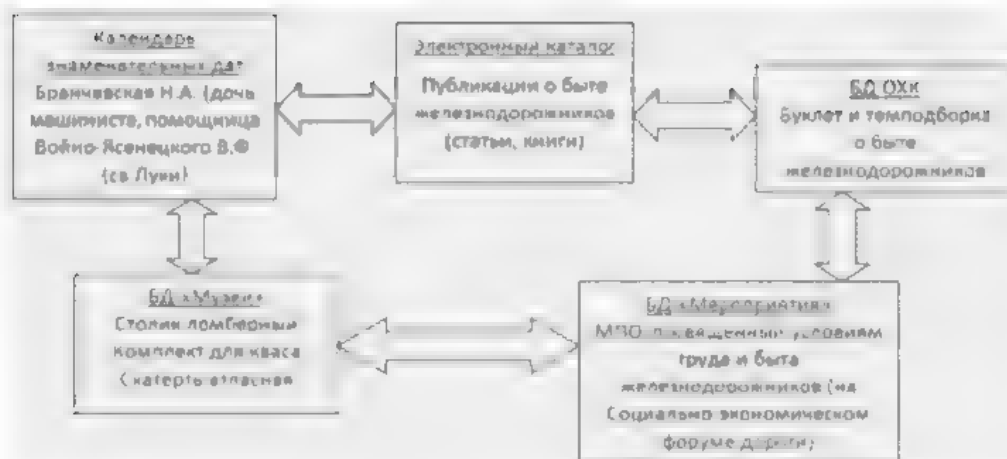 Календарь
знаменательных дат
Бранчевская Н.А. (дочь
машиниста, помощница
Войно-Ясенецкого В.Ф
(св Луки)
Электронный каталог
Публикации о быте
железнодорожников
(статьи, книги)
БД ОХК
Буклет и темподборка
о быте
железнодорожников
БД «Музей»
Столик ломберный
Комплект для кваса
Скатерть атласная
БД «Мероприятия»
посвященный условиям
труда и быта
железнодорожников (на
Социально экономическом
форуме дороги)